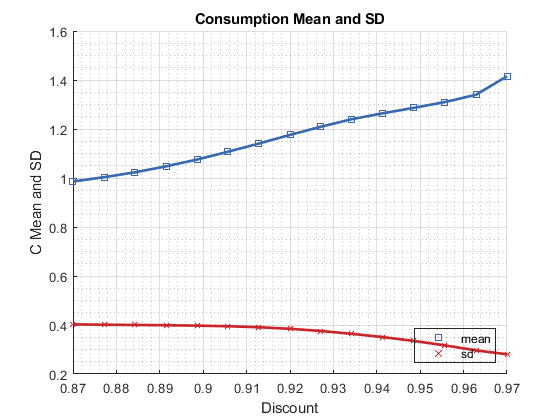 Consumption Mean and SD
1.6
1.4
1.2
1
0.8
0.6
0.4
0.2
C Mean and SD
mean
sd
0.87 0.88 0.89 0.9 0.91 0.92 0.93 0.94 0.95 0.96 0.97
Discount